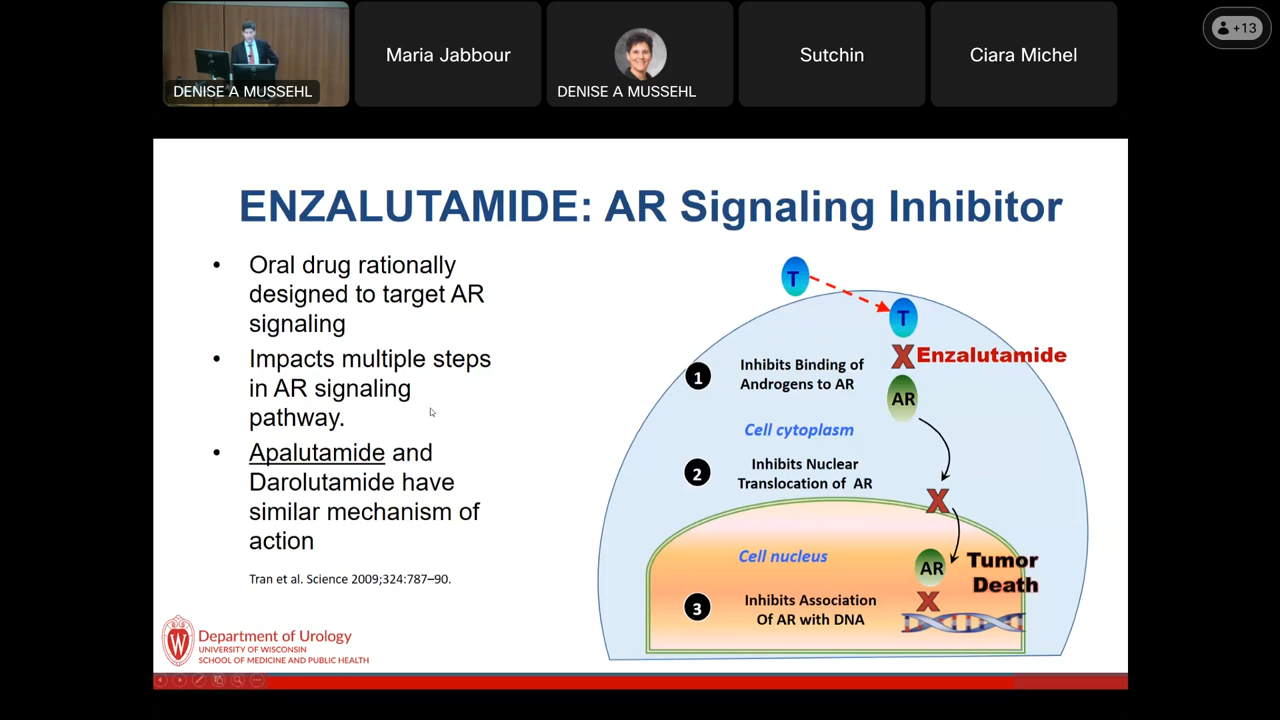 DENISE A MUSSEHL
Maria Jabbour
DENISE A MUSSEHL
Sutchin
Ciara Michel
+13
ENZALUTAMIDE: AR Signaling Inhibitor
• Oral drug rationally
designed to target AR
signaling
• Impacts multiple steps
in AR signaling
pathway.
• Apalutamide and
Darolutamide have
similar mechanism of
action
Tran et al. Science 2009;324:787–90.
T
T
X Enzalutamide
1
Inhibits Binding of
Androgens to AR
AR
Cell cytoplasm
2
Inhibits Nuclear
Translocation of AR
X
Cell nucleus
AR
Tumor
Death
3
Inhibits Association
Of AR with DNA
X
W
Department of Urology
UNIVERSITY OF WISCONSIN
SCHOOL OF MEDICINE AND PUBLIC HEALTH